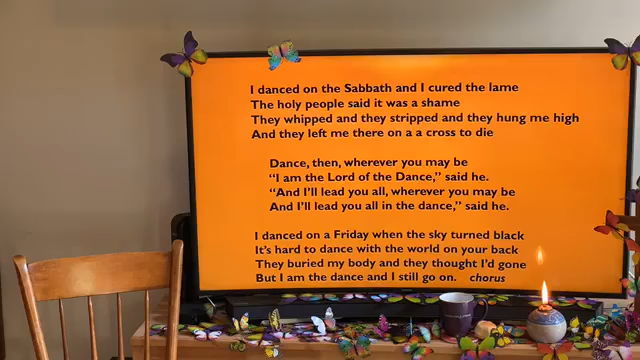 I danced on the Sabbath and I cured the lame
The holy people said it was a shame
They whipped and they stripped and they hung me high
And they left me there on a a cross to die
Dance, then, wherever you may be
“I am the Lord of the Dance,” said he.
“And I’ll lead you all, wherever you may be
And I’ll lead you all in the dance,” said he.
I danced on a Friday when the sky turned black
It’s hard to dance with the world on your back
They buried my body and they thought I’d gone
But I am the dance and I still go on. chorus